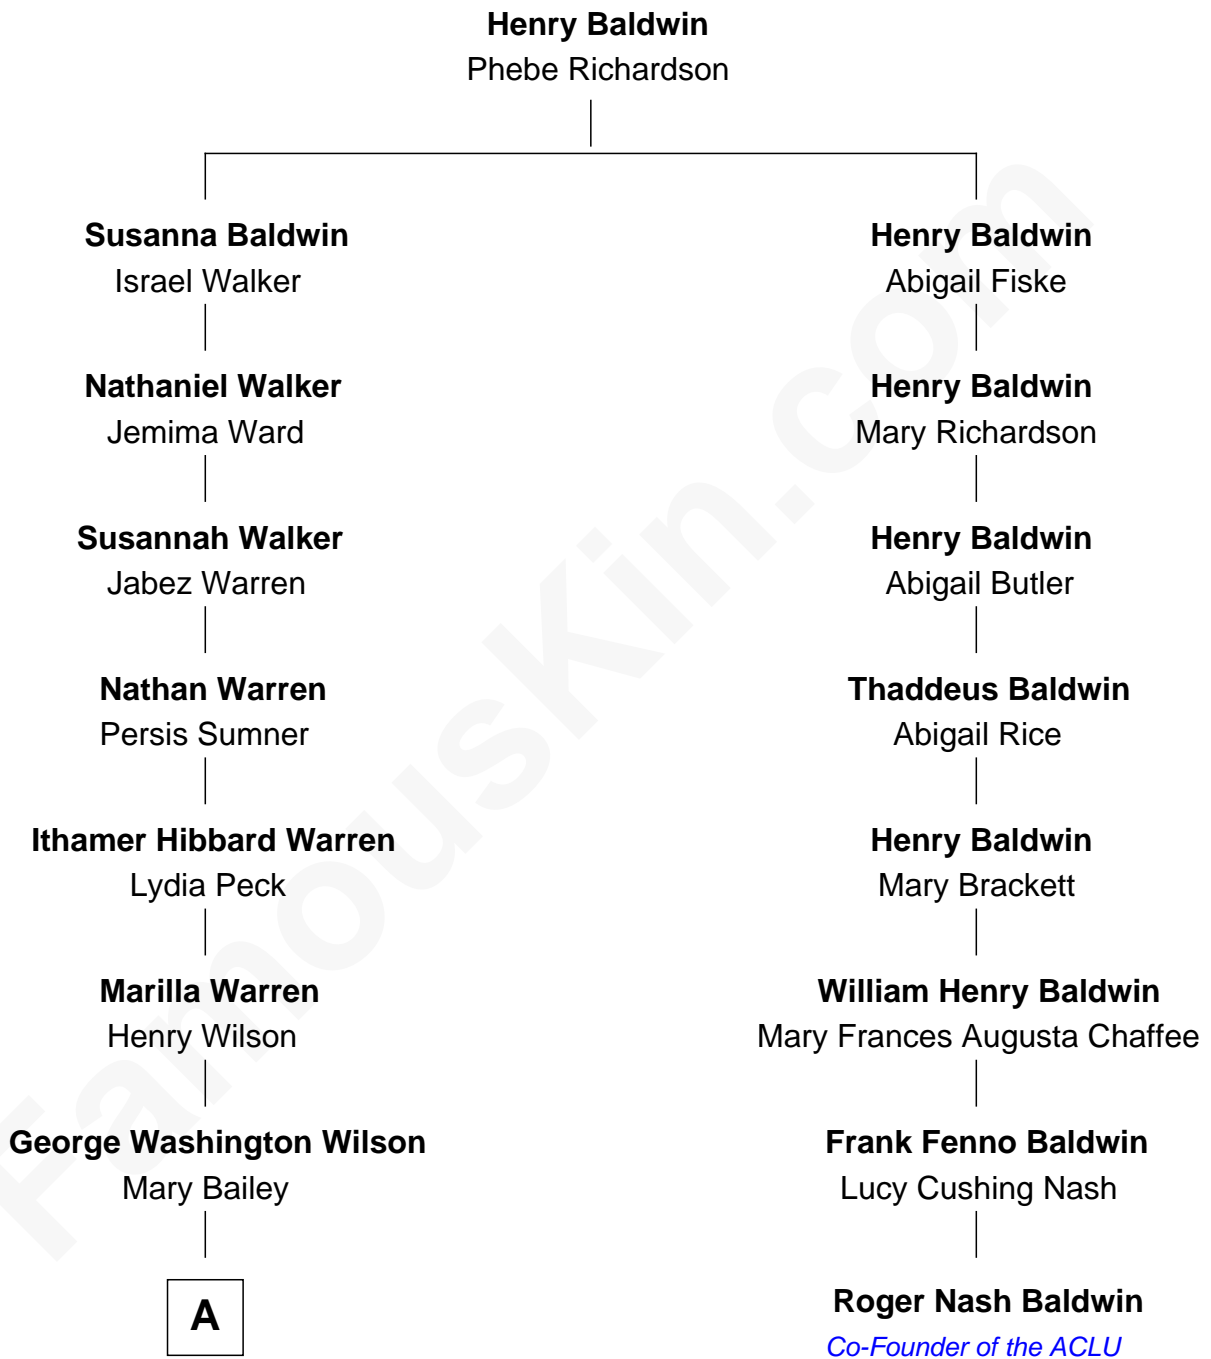 Henry Baldwin
Phebe Richardson
Susanna Baldwin
Israel Walker
Henry Baldwin
Abigail Fiske
Nathaniel Walker
Jemima Ward
Henry Baldwin
Mary Richardson
Susannah Walker
Jabez Warren
Henry Baldwin
Abigail Butler
Nathan Warren
Persis Sumner
Thaddeus Baldwin
Abigail Rice
Ithamer Hibbard Warren
Lydia Peck
Henry Baldwin
Mary Brackett
Marilla Warren
Henry Wilson
William Henry Baldwin
Mary Frances Augusta Chaffee
George Washington Wilson
Mary Bailey
Frank Fenno Baldwin
Lucy Cushing Nash
A
Roger Nash Baldwin
Co-Founder of the ACLU
FamousKin.com